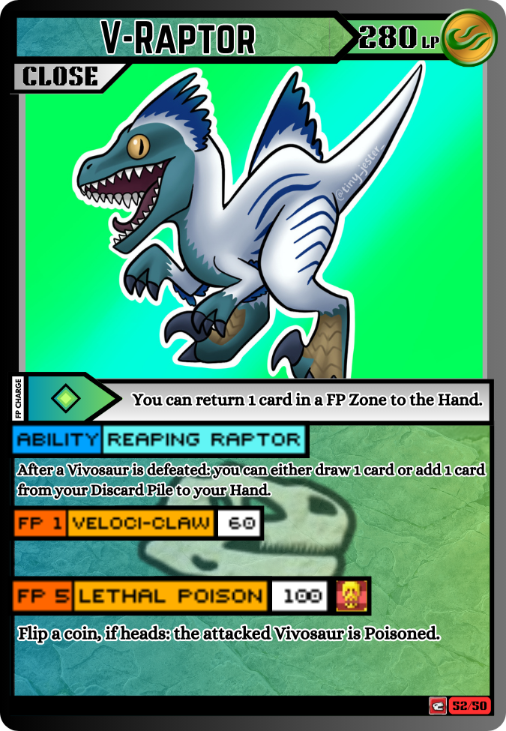 V-RAPTOR
280 LP
CLOSE
@tiny_jester_
FP CHARGE
You can return 1 card in a FP Zone to the Hand.
ABILITY REAPING RAPTOR
After a Vivosaur is defeated: you can either draw 1 card or add 1 card
from your Discard Pile to your Hand.
FP 1 VELOCI-CLAW 60
FP 5 LETHAL POISON 100
Flip a coin, if heads: the attacked Vivosaur is Poisoned.
52/50